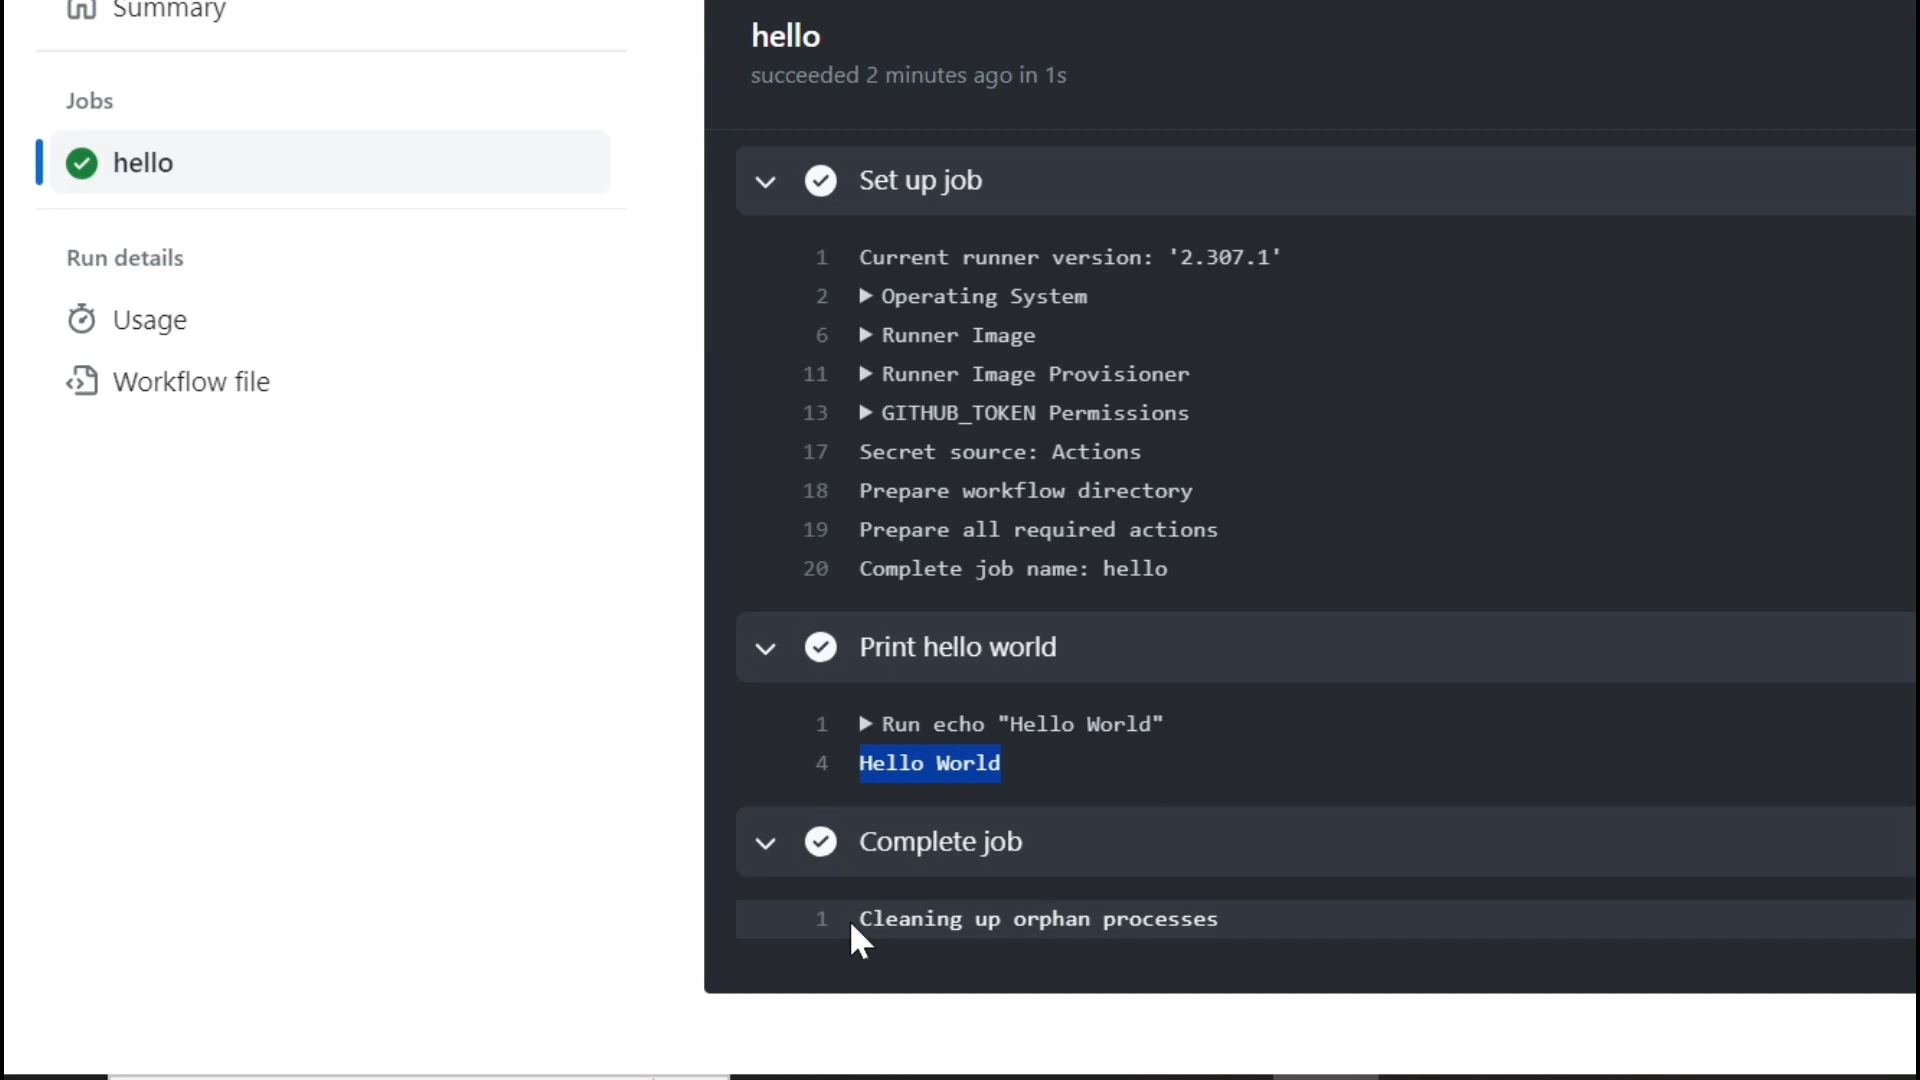 Summary
Jobs
hello
Run details
Usage
Workflow file
hello
succeeded 2 minutes ago in 1s
Set up job
1 Current runner version: '2.307.1'
2 Operating System
6 Runner Image
11 Runner Image Provisioner
13 GITHUB_TOKEN Permissions
17 Secret source: Actions
18 Prepare workflow directory
19 Prepare all required actions
20 Complete job name: hello
Print hello world
1 Run echo "Hello World"
4 Hello World
Complete job
1 Cleaning up orphan processes